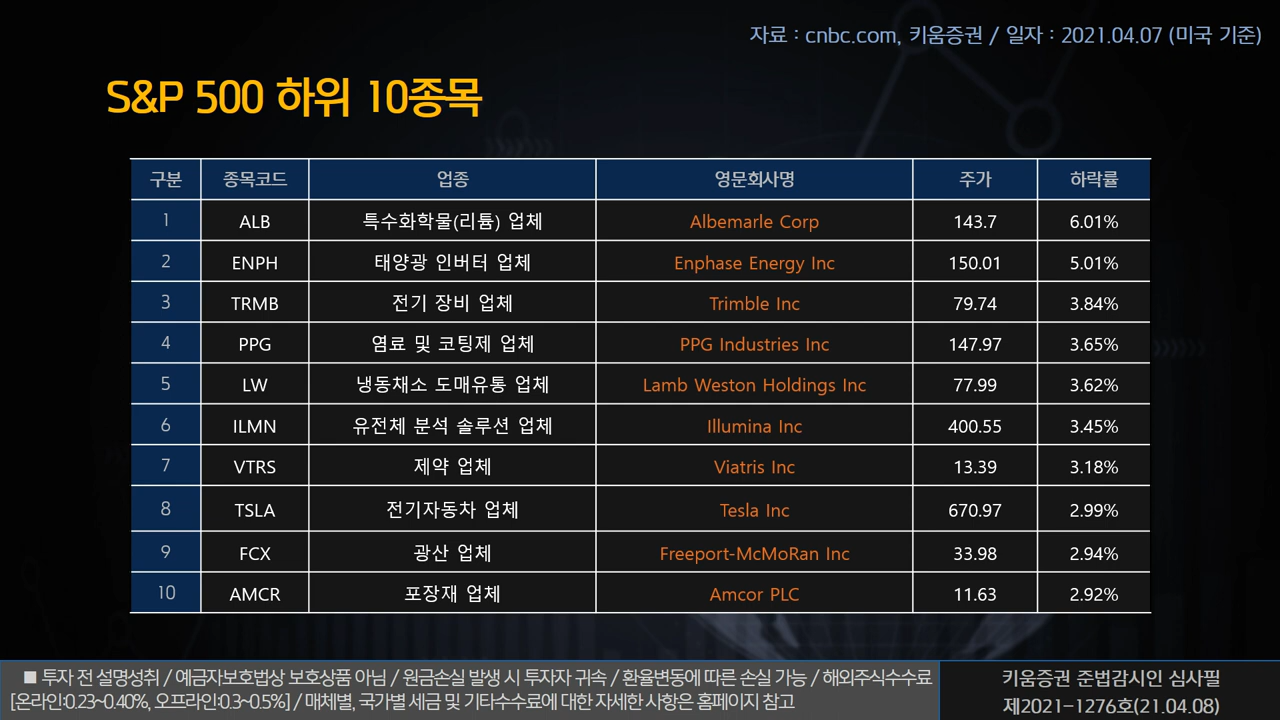 자료 : cnbc.com, 키움증권 / 일자 : 2021.04.07 (미국 기준)
S&P 500 하위 10종목
구분 종목코드 업종 영문회사명 주가 하락률
1 ALB 특수화학물(리튬) 업체 Albemarle Corp 143.7 6.01%
2 ENPH 태양광 인버터 업체 Enphase Energy Inc 150.01 5.01%
3 TRMB 전기 장비 업체 Trimble Inc 79.74 3.84%
4 PPG 염료 및 코팅제 업체 PPG Industries Inc 147.97 3.65%
5 LW 냉동채소 도매유통 업체 Lamb Weston Holdings Inc 77.99 3.62%
6 ILMN 유전체 분석 솔루션 업체 Illumina Inc 400.55 3.45%
7 VTRS 제약 업체 Viatris Inc 13.39 3.18%
8 TSLA 전기자동차 업체 Tesla Inc 670.97 2.99%
9 FCX 광산 업체 Freeport-McMoRan Inc 33.98 2.94%
10 AMCR 포장재 업체 Amcor PLC 11.63 2.92%
■ 투자 전 설명성취 / 예금자보호법상 보호상품 아님 / 원금손실 발생 시 투자자 귀속 / 환율변동에 따른 손실 가능 / 해외주식수수료
[온라인:0.23~0.40%, 오프라인:0.3~0.5%] / 매체별, 국가별 세금 및 기타수수료에 대한 자세한 사항은 홈페이지 참고
키움증권 준법감시인 심사필
제2021-1276호(21.04.08)